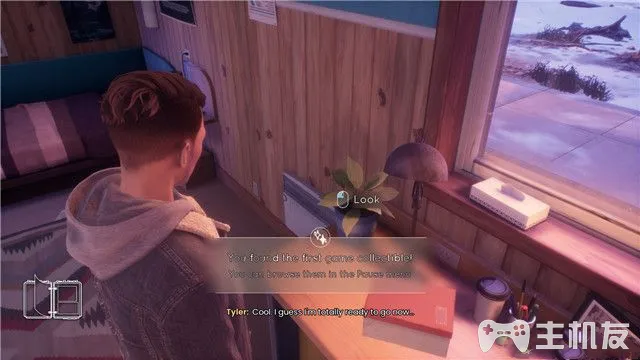 Look
You found the first game collectible!
You can browse them in the Pause menu
Tyler: Cool. I guess I'm totally ready to go now...
主机友